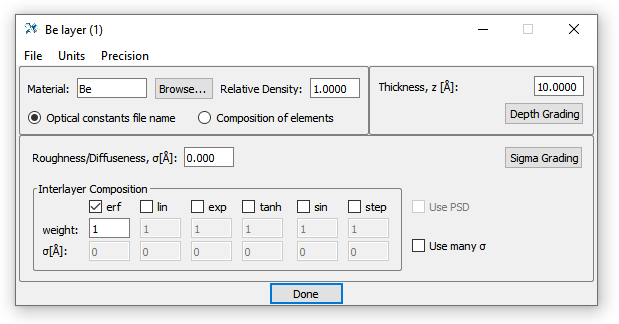 Be layer (1)
File Units Precision
Material: Be Browse... Relative Density: 1.0000
Optical constants file name Composition of elements
Thickness, z [Å]: 10.0000
Depth Grading
Roughness/Diffuseness, σ[Å]: 0.000
Sigma Grading
Interlayer Composition
erf lin exp tanh sin step
weight: 1 1 1 1 1 1
σ[Å]: 0 0 0 0 0 0
Use PSD
Use many σ
Done